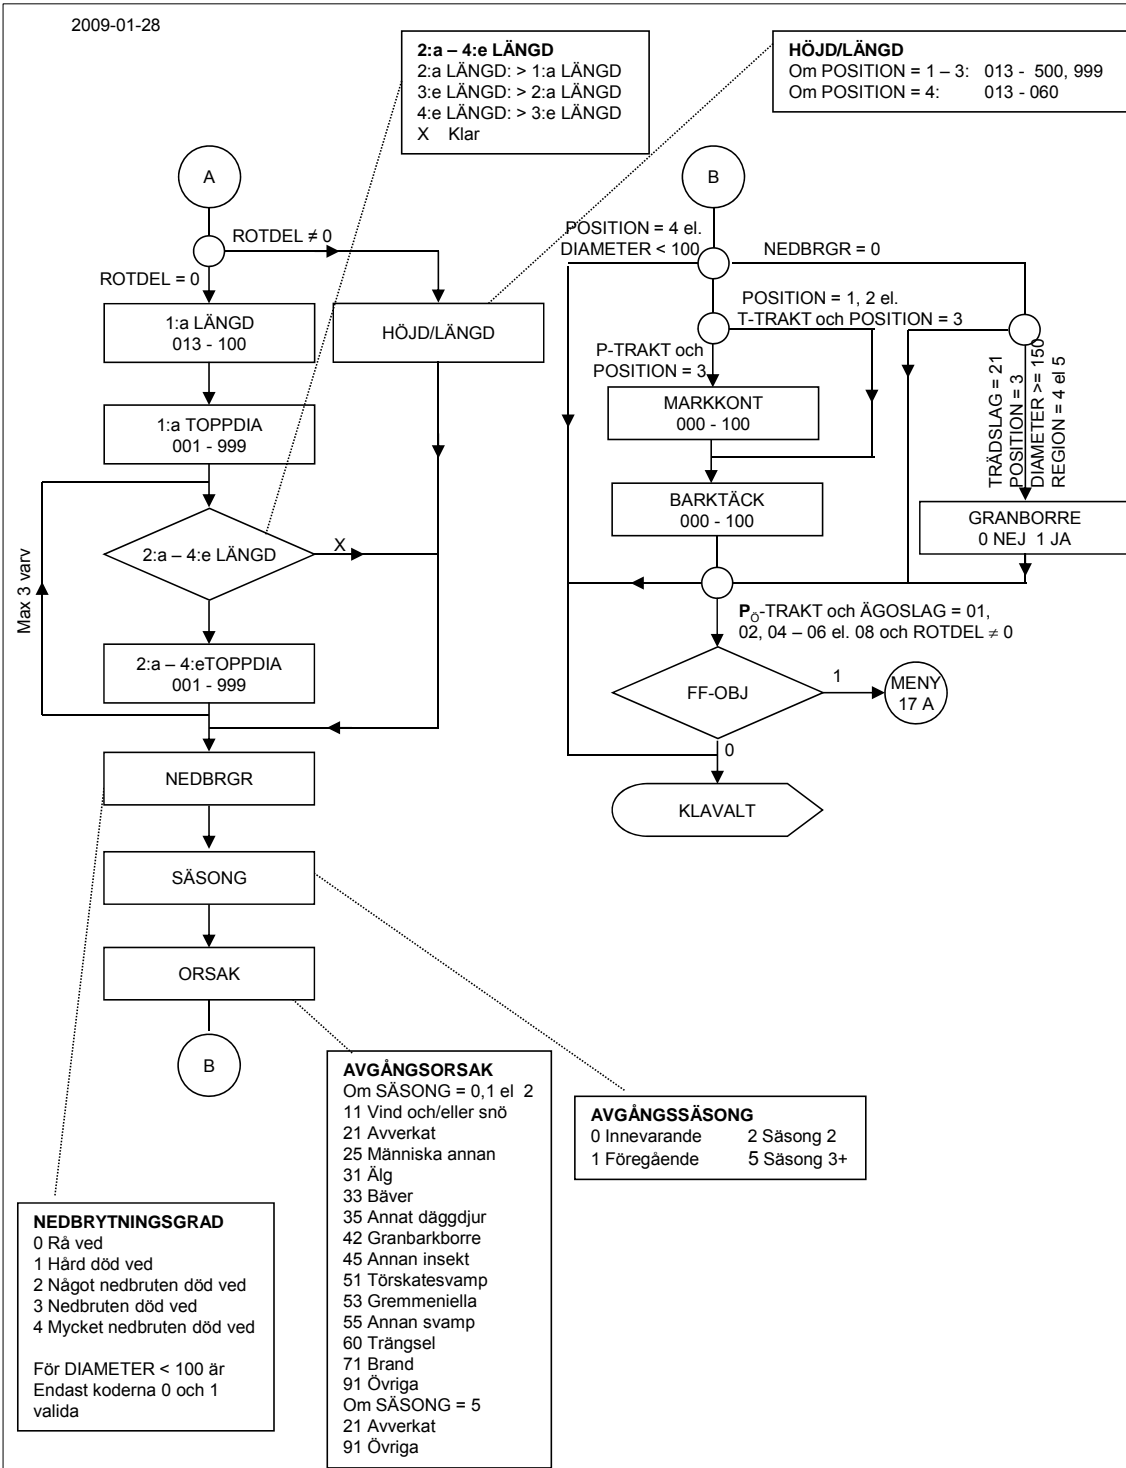 2009-01-28
2:a – 4:e LÄNGD
2:a LÄNGD: > 1:a LÄNGD
3:e LÄNGD: > 2:a LÄNGD
4:e LÄNGD: > 3:e LÄNGD
X Klar
HÖJD/LÄNGD
Om POSITION = 1 – 3: 013 - 500, 999
Om POSITION = 4: 013 - 060
A
ROTDEL ≠ 0
ROTDEL = 0
1:a LÄNGD
013 - 100
HÖJD/LÄNGD
1:a TOPPDIA
001 - 999
2:a – 4:e LÄNGD
X
Max 3 varv
2:a – 4:eTOPPDIA
001 - 999
NEDBRGR
SÄSONG
ORSAK
B
B
POSITION = 4 el.
DIAMETER < 100
NEDBRGR = 0
POSITION = 1, 2 el.
T-TRAKT och POSITION = 3
P-TRAKT och
POSITION = 3
MARKKONT
000 - 100
BARKTÄCK
000 - 100
TRÄDSLAG = 21
POSITION = 3
DIAMETER >= 150
REGION = 4 el 5
GRANBORRE
0 NEJ 1 JA
PÖ-TRAKT och ÄGOSLAG = 01,
02, 04 – 06 el. 08 och ROTDEL ≠ 0
FF-OBJ
1
MENY
17 A
0
KLAVALT
AVGÅNGSORSAK
Om SÄSONG = 0,1 el 2
11 Vind och/eller snö
21 Avverkat
25 Människa annan
31 Älg
33 Bäver
35 Annat däggdjur
42 Granbarkborre
45 Annan insekt
51 Törskatesvamp
53 Gremmeniella
55 Annan svamp
60 Trängsel
71 Brand
91 Övriga
Om SÄSONG = 5
21 Avverkat
91 Övriga
AVGÅNGSSÄSONG
0 Innevarande 2 Säsong 2
1 Föregående 5 Säsong 3+
NEDBRYTNINGSGRAD
0 Rå ved
1 Hård död ved
2 Något nedbruten död ved
3 Nedbruten död ved
4 Mycket nedbruten död ved
För DIAMETER < 100 är
Endast koderna 0 och 1
valida